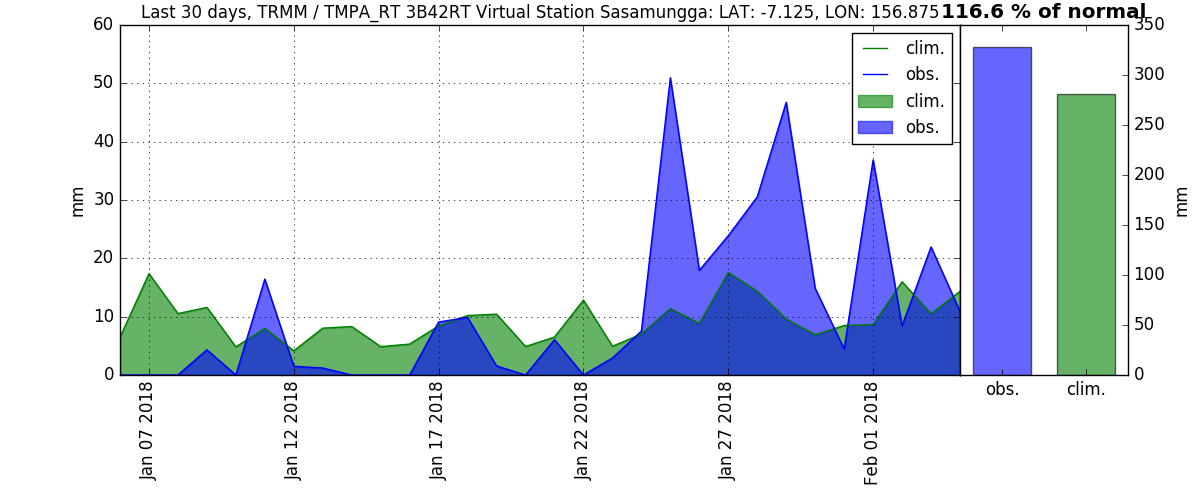 Last 30 days, TRMM / TMPA_RT 3B42RT Virtual Station Sasamungga: LAT: -7.125, LON: 156.875
116.6 % of normal
60
50
40
30
20
10
0
mm
clim.
obs.
clim.
obs.
Jan 07 2018
Jan 12 2018
Jan 17 2018
Jan 22 2018
Jan 27 2018
Feb 01 2018
350
300
250
200
150
100
50
0
mm
obs.
clim.